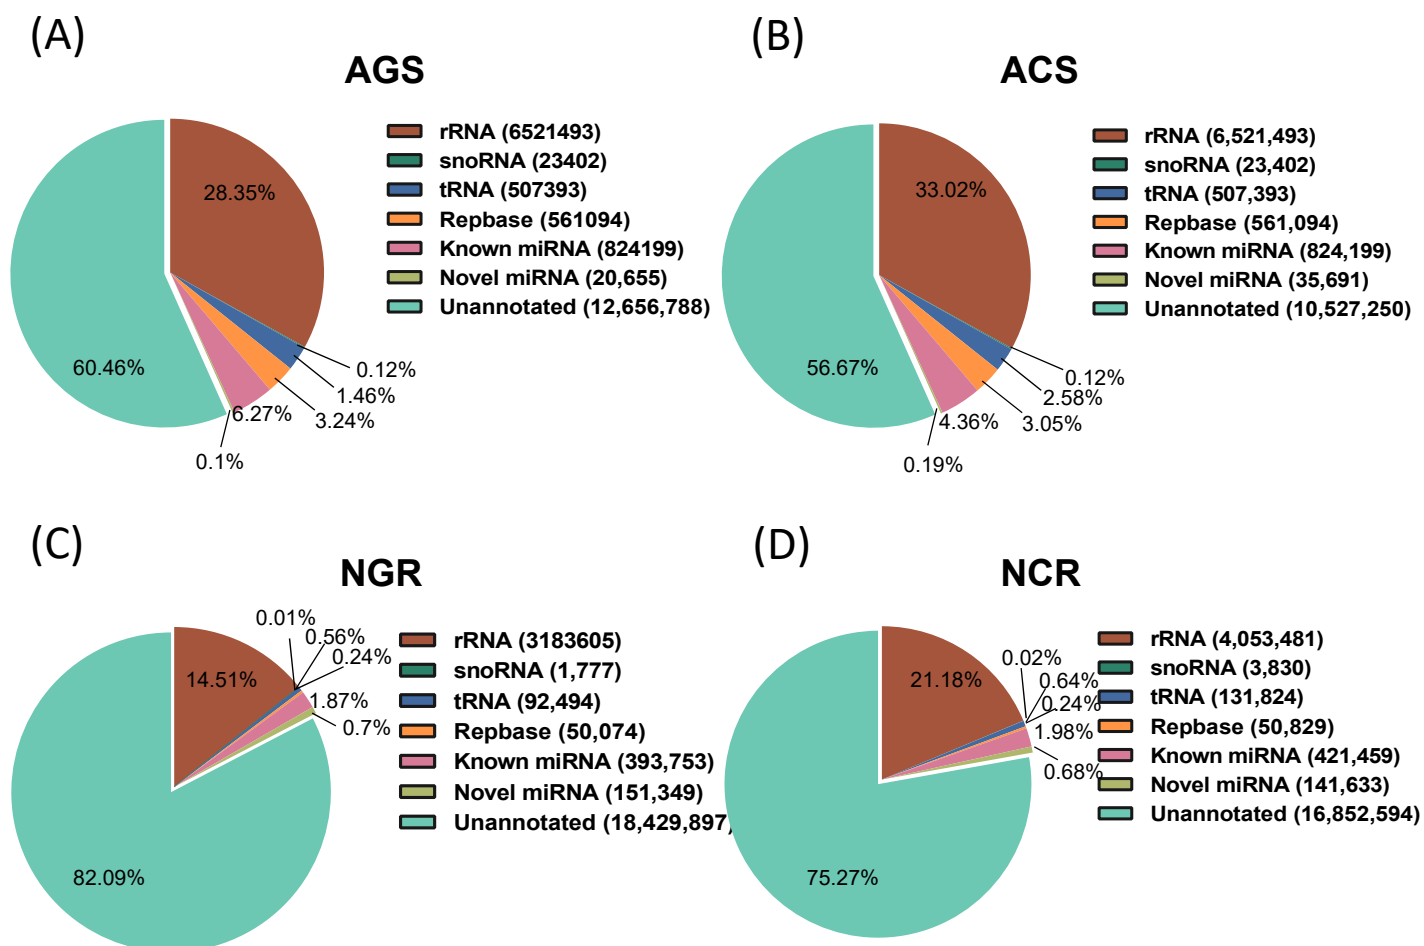 (A)
AGS
28.35%
60.46%
0.12%
1.46%
3.24%
6.27%
0.1%
rRNA (6521493)
snoRNA (23402)
tRNA (507393)
Repbase (561094)
Known miRNA (824199)
Novel miRNA (20,655)
Unannotated (12,656,788)
(B)
ACS
33.02%
56.67%
0.12%
2.58%
3.05%
4.36%
0.19%
rRNA (6,521,493)
snoRNA (23,402)
tRNA (507,393)
Repbase (561,094)
Known miRNA (824,199)
Novel miRNA (35,691)
Unannotated (10,527,250)
(C)
NGR
0.01%
0.56%
0.24%
14.51%
1.87%
0.7%
82.09%
rRNA (3183605)
snoRNA (1,777)
tRNA (92,494)
Repbase (50,074)
Known miRNA (393,753)
Novel miRNA (151,349)
Unannotated (18,429,897)
(D)
NCR
0.02%
0.64%
0.24%
21.18%
1.98%
0.68%
75.27%
rRNA (4,053,481)
snoRNA (3,830)
tRNA (131,824)
Repbase (50,829)
Known miRNA (421,459)
Novel miRNA (141,633)
Unannotated (16,852,594)